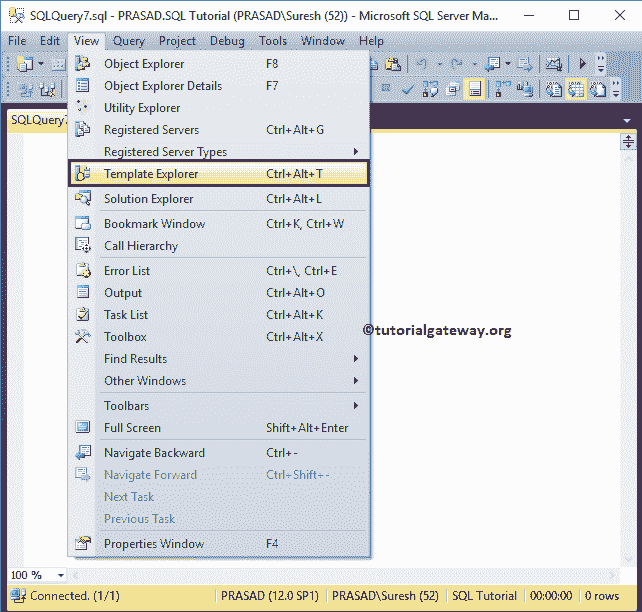 SQLQuery7.sql - PRASAD.SQL Tutorial (PRASAD\Suresh (52)) - Microsoft SQL Server Ma...
File Edit View Query Project Debug Tools Window Help
SQLQuery7
Object Explorer F8
Object Explorer Details F7
Utility Explorer
Registered Servers Ctrl+Alt+G
Registered Server Types
Template Explorer Ctrl+Alt+T
Solution Explorer Ctrl+Alt+L
Bookmark Window Ctrl+K, Ctrl+W
Call Hierarchy
Error List Ctrl+\, Ctrl+E
Output Ctrl+Alt+O
Task List Ctrl+Alt+K
Toolbox Ctrl+Alt+X
Find Results
Other Windows
Toolbars
Full Screen Shift+Alt+Enter
Navigate Backward Ctrl+-
Navigate Forward Ctrl+Shift+-
Next Task
Previous Task
Properties Window F4
©tutorialgateway.org
100 %
Connected. (1/1) PRASAD (12.0 SP1) PRASAD\Suresh (52) SQL Tutorial 00:00:00 0 rows